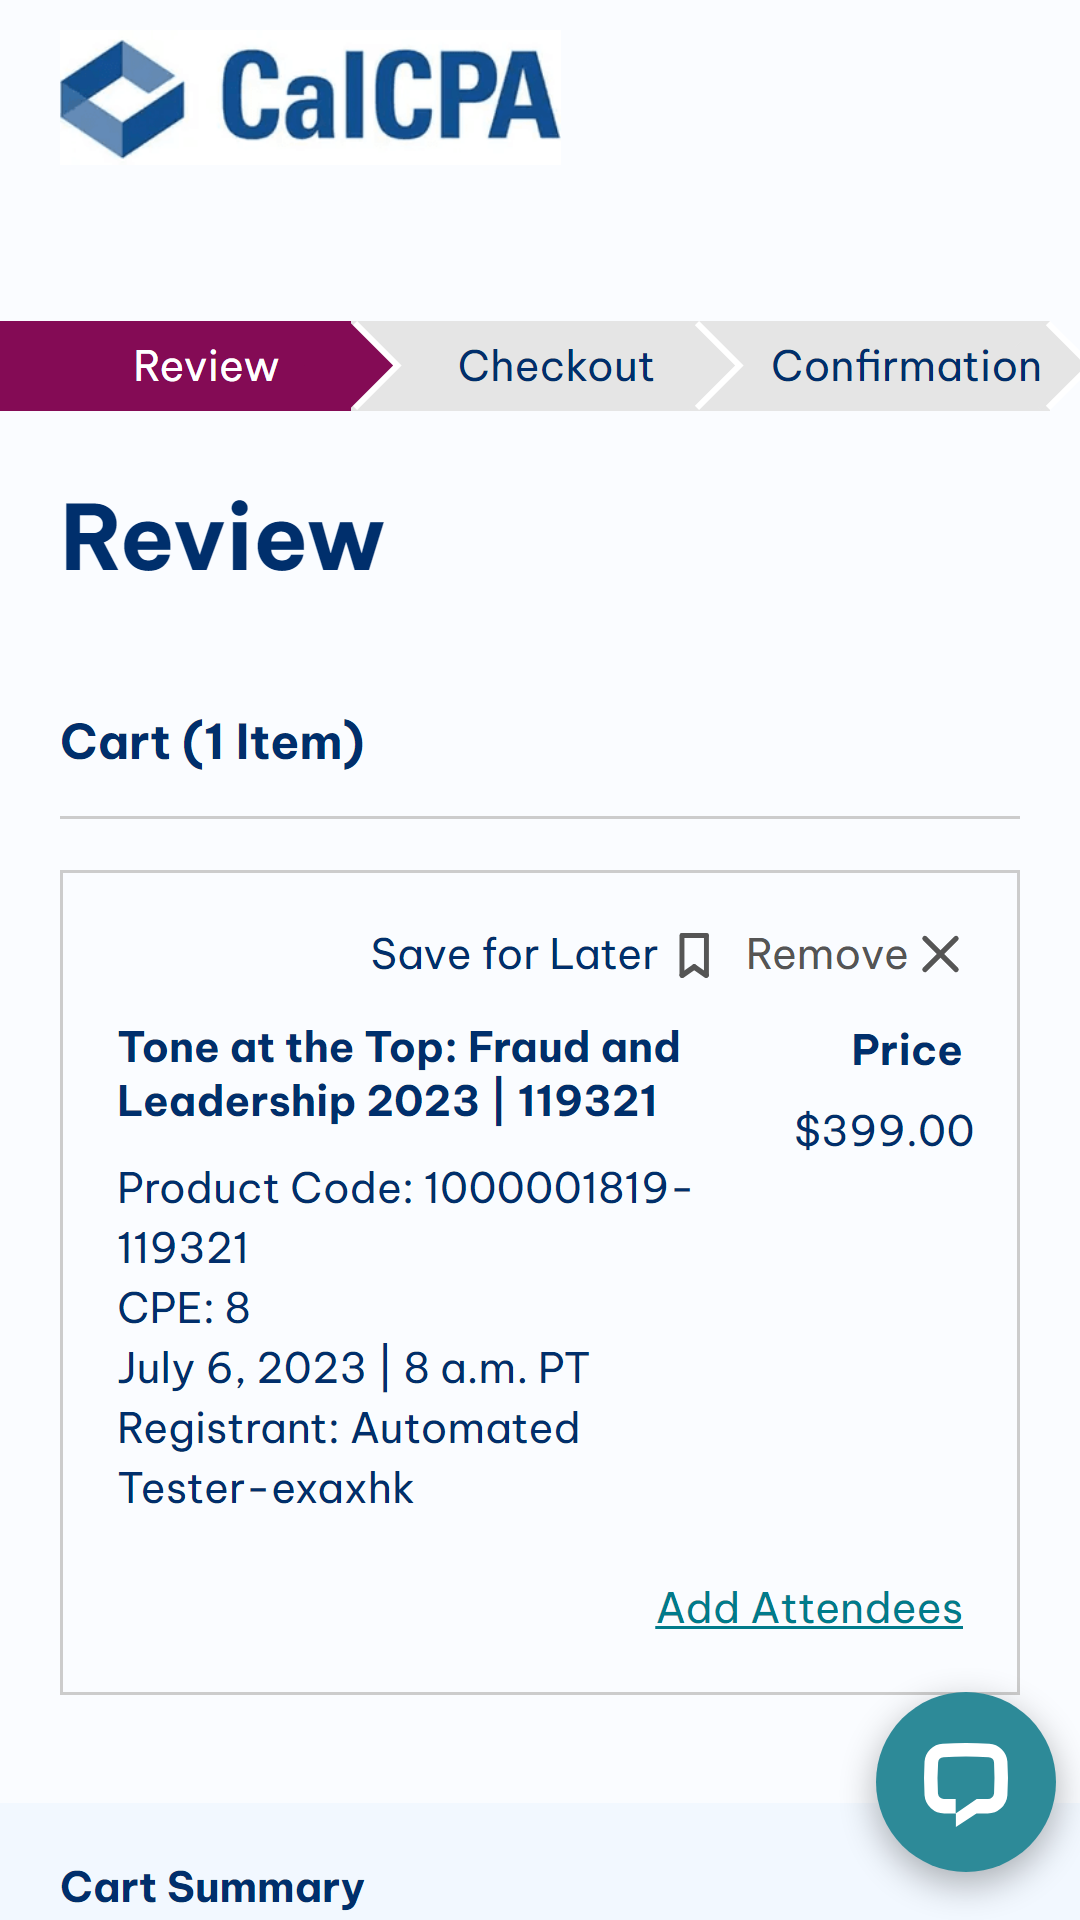 CalCPA
Review
Checkout
Confirmation
Review
Cart (1 Item)
Save for Later
Remove
Tone at the Top: Fraud and
Leadership 2023 | 119321
Price
$399.00
Product Code: 1000001819-
119321
CPE: 8
July 6, 2023 | 8 a.m. PT
Registrant: Automated
Tester-exaxhk
Add Attendees
Cart Summary